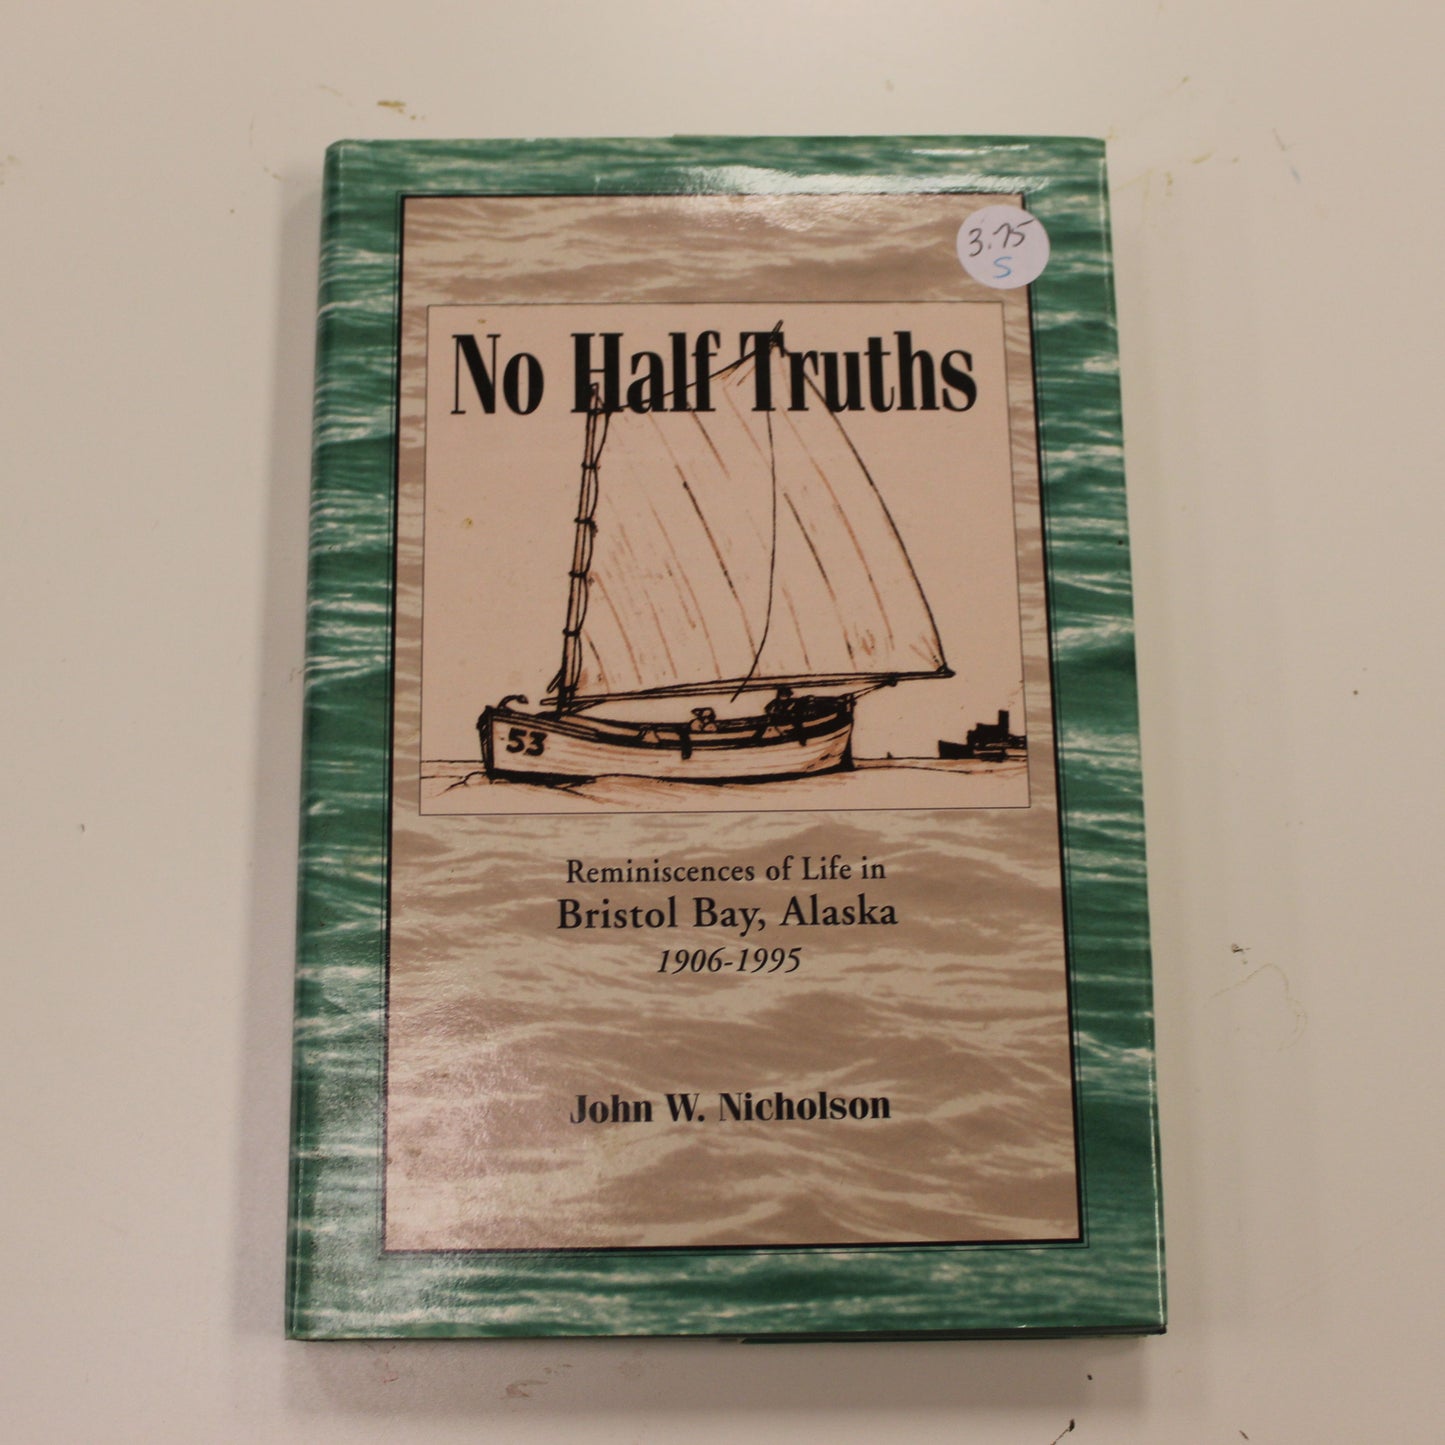 3.75
S
No Half Truths
53
Reminiscences of Life in
Bristol Bay, Alaska
1906-1995
John W. Nicholson